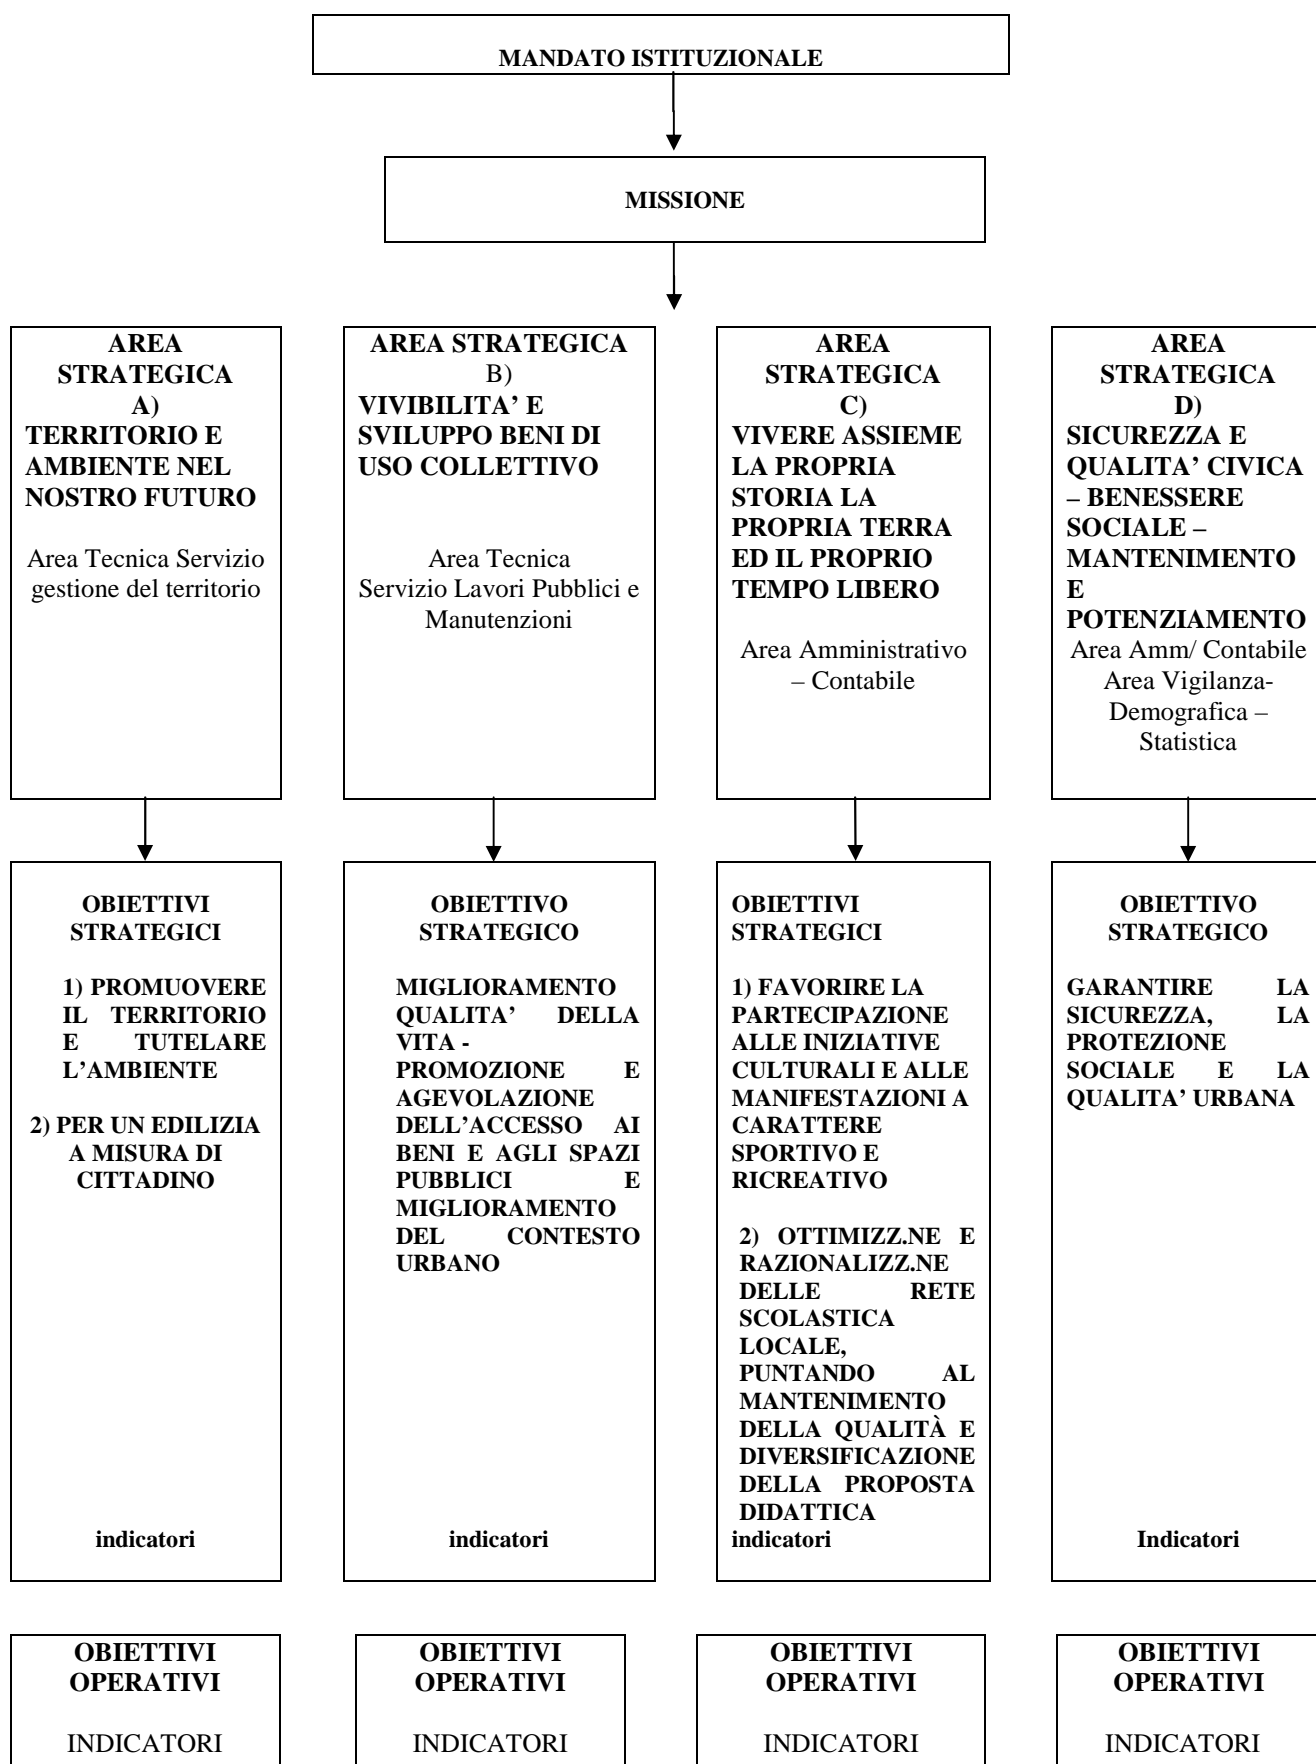 MANDATO ISTITUZIONALE
MISSIONE
AREA
STRATEGICA
A)
TERRITORIO E
AMBIENTE NEL
NOSTRO FUTURO
Area Tecnica Servizio
gestione del territorio
AREA STRATEGICA
B)
VIVIBILITA’ E
SVILUPPO BENI DI
USO COLLETTIVO
Area Tecnica
Servizio Lavori Pubblici e
Manutenzioni
AREA
STRATEGICA
C)
VIVERE ASSIEME
LA PROPRIA
STORIA LA
PROPRIA TERRA
ED IL PROPRIO
TEMPO LIBERO
Area Amministrativo
– Contabile
AREA
STRATEGICA
D)
SICUREZZA E
QUALITA’ CIVICA
– BENESSERE
SOCIALE –
MANTENIMENTO
E
POTENZIAMENTO
Area Amm/ Contabile
Area Vigilanza-
Demografica –
Statistica
OBIETTIVI
STRATEGICI
1) PROMUOVERE
IL TERRITORIO
E TUTELARE
L’AMBIENTE
2) PER UN EDILIZIA
A MISURA DI
CITTADINO
indicatori
OBIETTIVO
STRATEGICO
MIGLIORAMENTO
QUALITA’ DELLA
VITA -
PROMOZIONE E
AGEVOLAZIONE
DELL’ACCESSO AI
BENI E AGLI SPAZI
PUBBLICI E
MIGLIORAMENTO
DEL CONTESTO
URBANO
indicatori
OBIETTIVI
STRATEGICI
1) FAVORIRE LA
PARTECIPAZIONE
ALLE INIZIATIVE
CULTURALI E ALLE
MANIFESTAZIONI A
CARATTERE
SPORTIVO E
RICREATIVO
2) OTTIMIZZ.NE E
RAZIONALIZZ.NE
DELLE RETE
SCOLASTICA
LOCALE,
PUNTANDO AL
MANTENIMENTO
DELLA QUALITÀ E
DIVERSIFICAZIONE
DELLA PROPOSTA
DIDATTICA
indicatori
OBIETTIVO
STRATEGICO
GARANTIRE LA
SICUREZZA, LA
PROTEZIONE
SOCIALE E LA
QUALITA’ URBANA
Indicatori
OBIETTIVI
OPERATIVI
INDICATORI
OBIETTIVI
OPERATIVI
INDICATORI
OBIETTIVI
OPERATIVI
INDICATORI
OBIETTIVI
OPERATIVI
INDICATORI